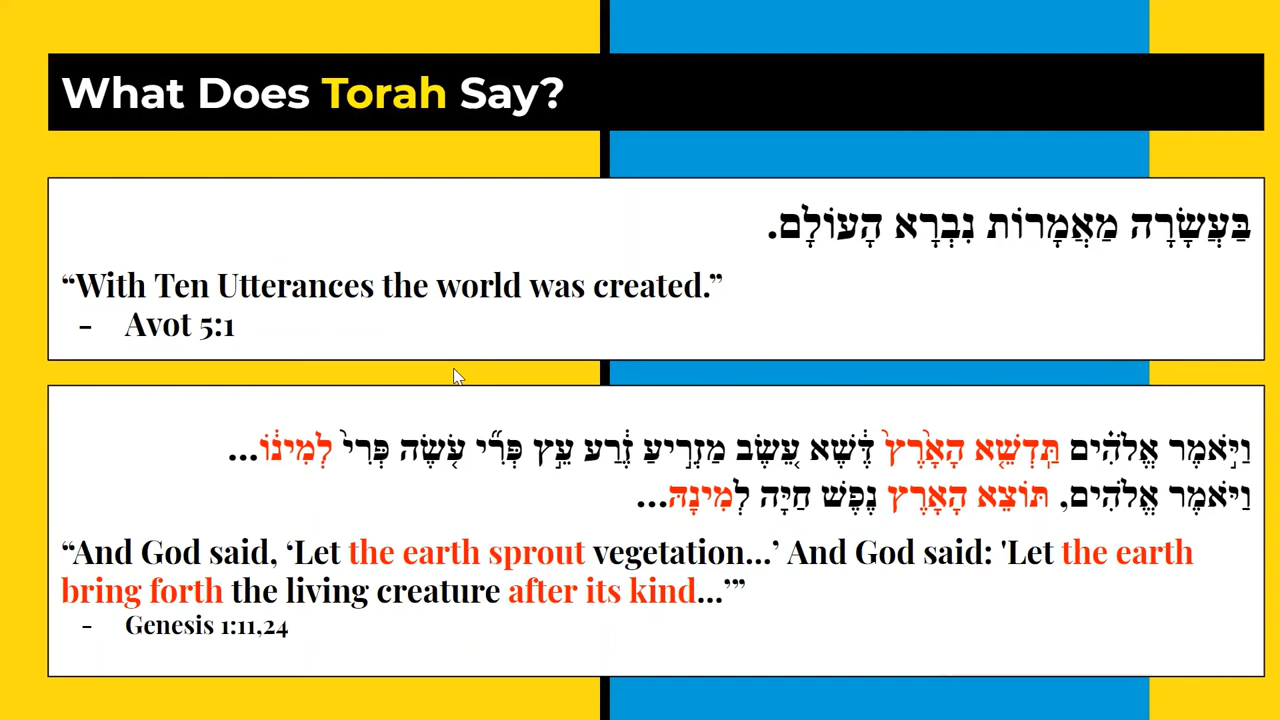 What Does Torah Say?
בַּעֲשָׂרָה מַאֲמָרוֹת נִבְרָא הָעוֹלָם.
“With Ten Utterances the world was created.”
- Avot 5:1
וַיֹּ֣אמֶר אֱלֹהִ֗ים תַּֽדְשֵׁ֤א הָאָ֙רֶץ֙ דֶּ֔שֶׁא עֵ֚שֶׂב מַזְרִ֣יעַ זֶ֔רַע עֵ֣ץ פְּרִ֞י עֹ֤שֶׂה פְּרִי֙ לְמִינ֔וֹ...
וַיֹּאמֶר אֱלֹהִים, תּוֹצֵא הָאָרֶץ נֶפֶשׁ חַיָּה לְמִינָהּ...
“And God said, ‘Let the earth sprout vegetation...’ And God said: 'Let the earth
bring forth the living creature after its kind...’”
- Genesis 1:11,24